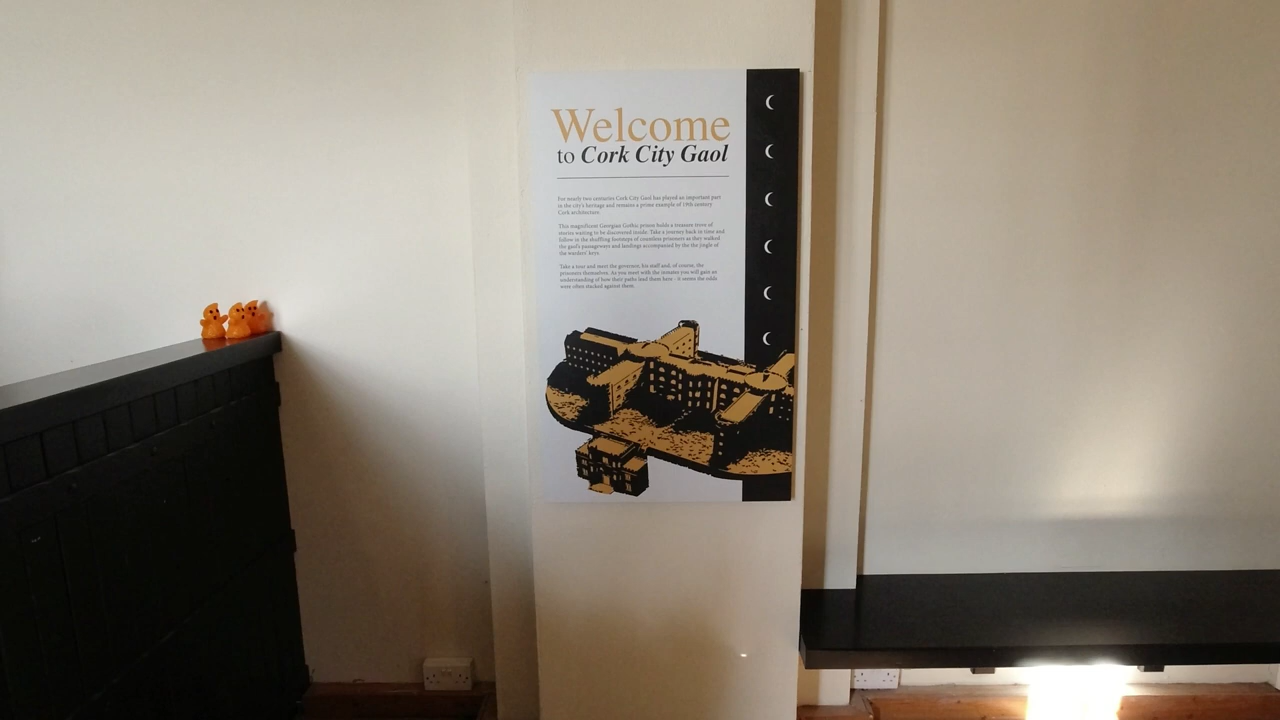 Welcome
to Cork City Gaol
For nearly two centuries Cork City Gaol has played an important part
in the city's heritage and remains a prime example of 19th century
Cork architecture.
This magnificent Georgian Gothic prison holds a treasure trove of
stories waiting to be discovered inside. Take a journey back in time and
follow in the shuffling footsteps of countless prisoners as they walked
the gaol's passageways and landings accompanied by the the jingle of
the warders' keys
Take a tour and meet the governor, his staff and, of course, the
prisoners themselves. As you meet with the inmates you will gain an
understanding of how their paths lead them here - it seems the odds
were often stacked against them.